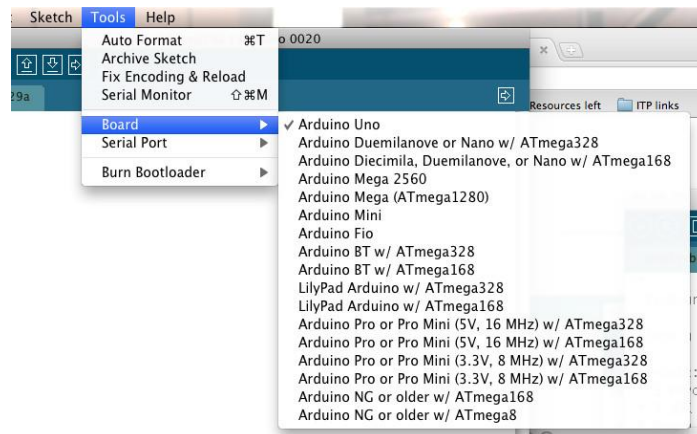 Sketch Tools Help
o 0020
Auto Format ⌘T
Archive Sketch
Fix Encoding & Reload
Serial Monitor ⇧⌘M
29a
Board
Serial Port
Burn Bootloader
✓ Arduino Uno
Arduino Duemilanove or Nano w/ ATmega328
Arduino Diecimila, Duemilanove, or Nano w/ ATmega168
Arduino Mega 2560
Arduino Mega (ATmega1280)
Arduino Mini
Arduino Fio
Arduino BT w/ ATmega328
Arduino BT w/ ATmega168
LilyPad Arduino w/ ATmega328
LilyPad Arduino w/ ATmega168
Arduino Pro or Pro Mini (5V, 16 MHz) w/ ATmega328
Arduino Pro or Pro Mini (5V, 16 MHz) w/ ATmega168
Arduino Pro or Pro Mini (3.3V, 8 MHz) w/ ATmega328
Arduino Pro or Pro Mini (3.3V, 8 MHz) w/ ATmega168
Arduino NG or older w/ ATmega168
Arduino NG or older w/ ATmega8
Resources left ITP links